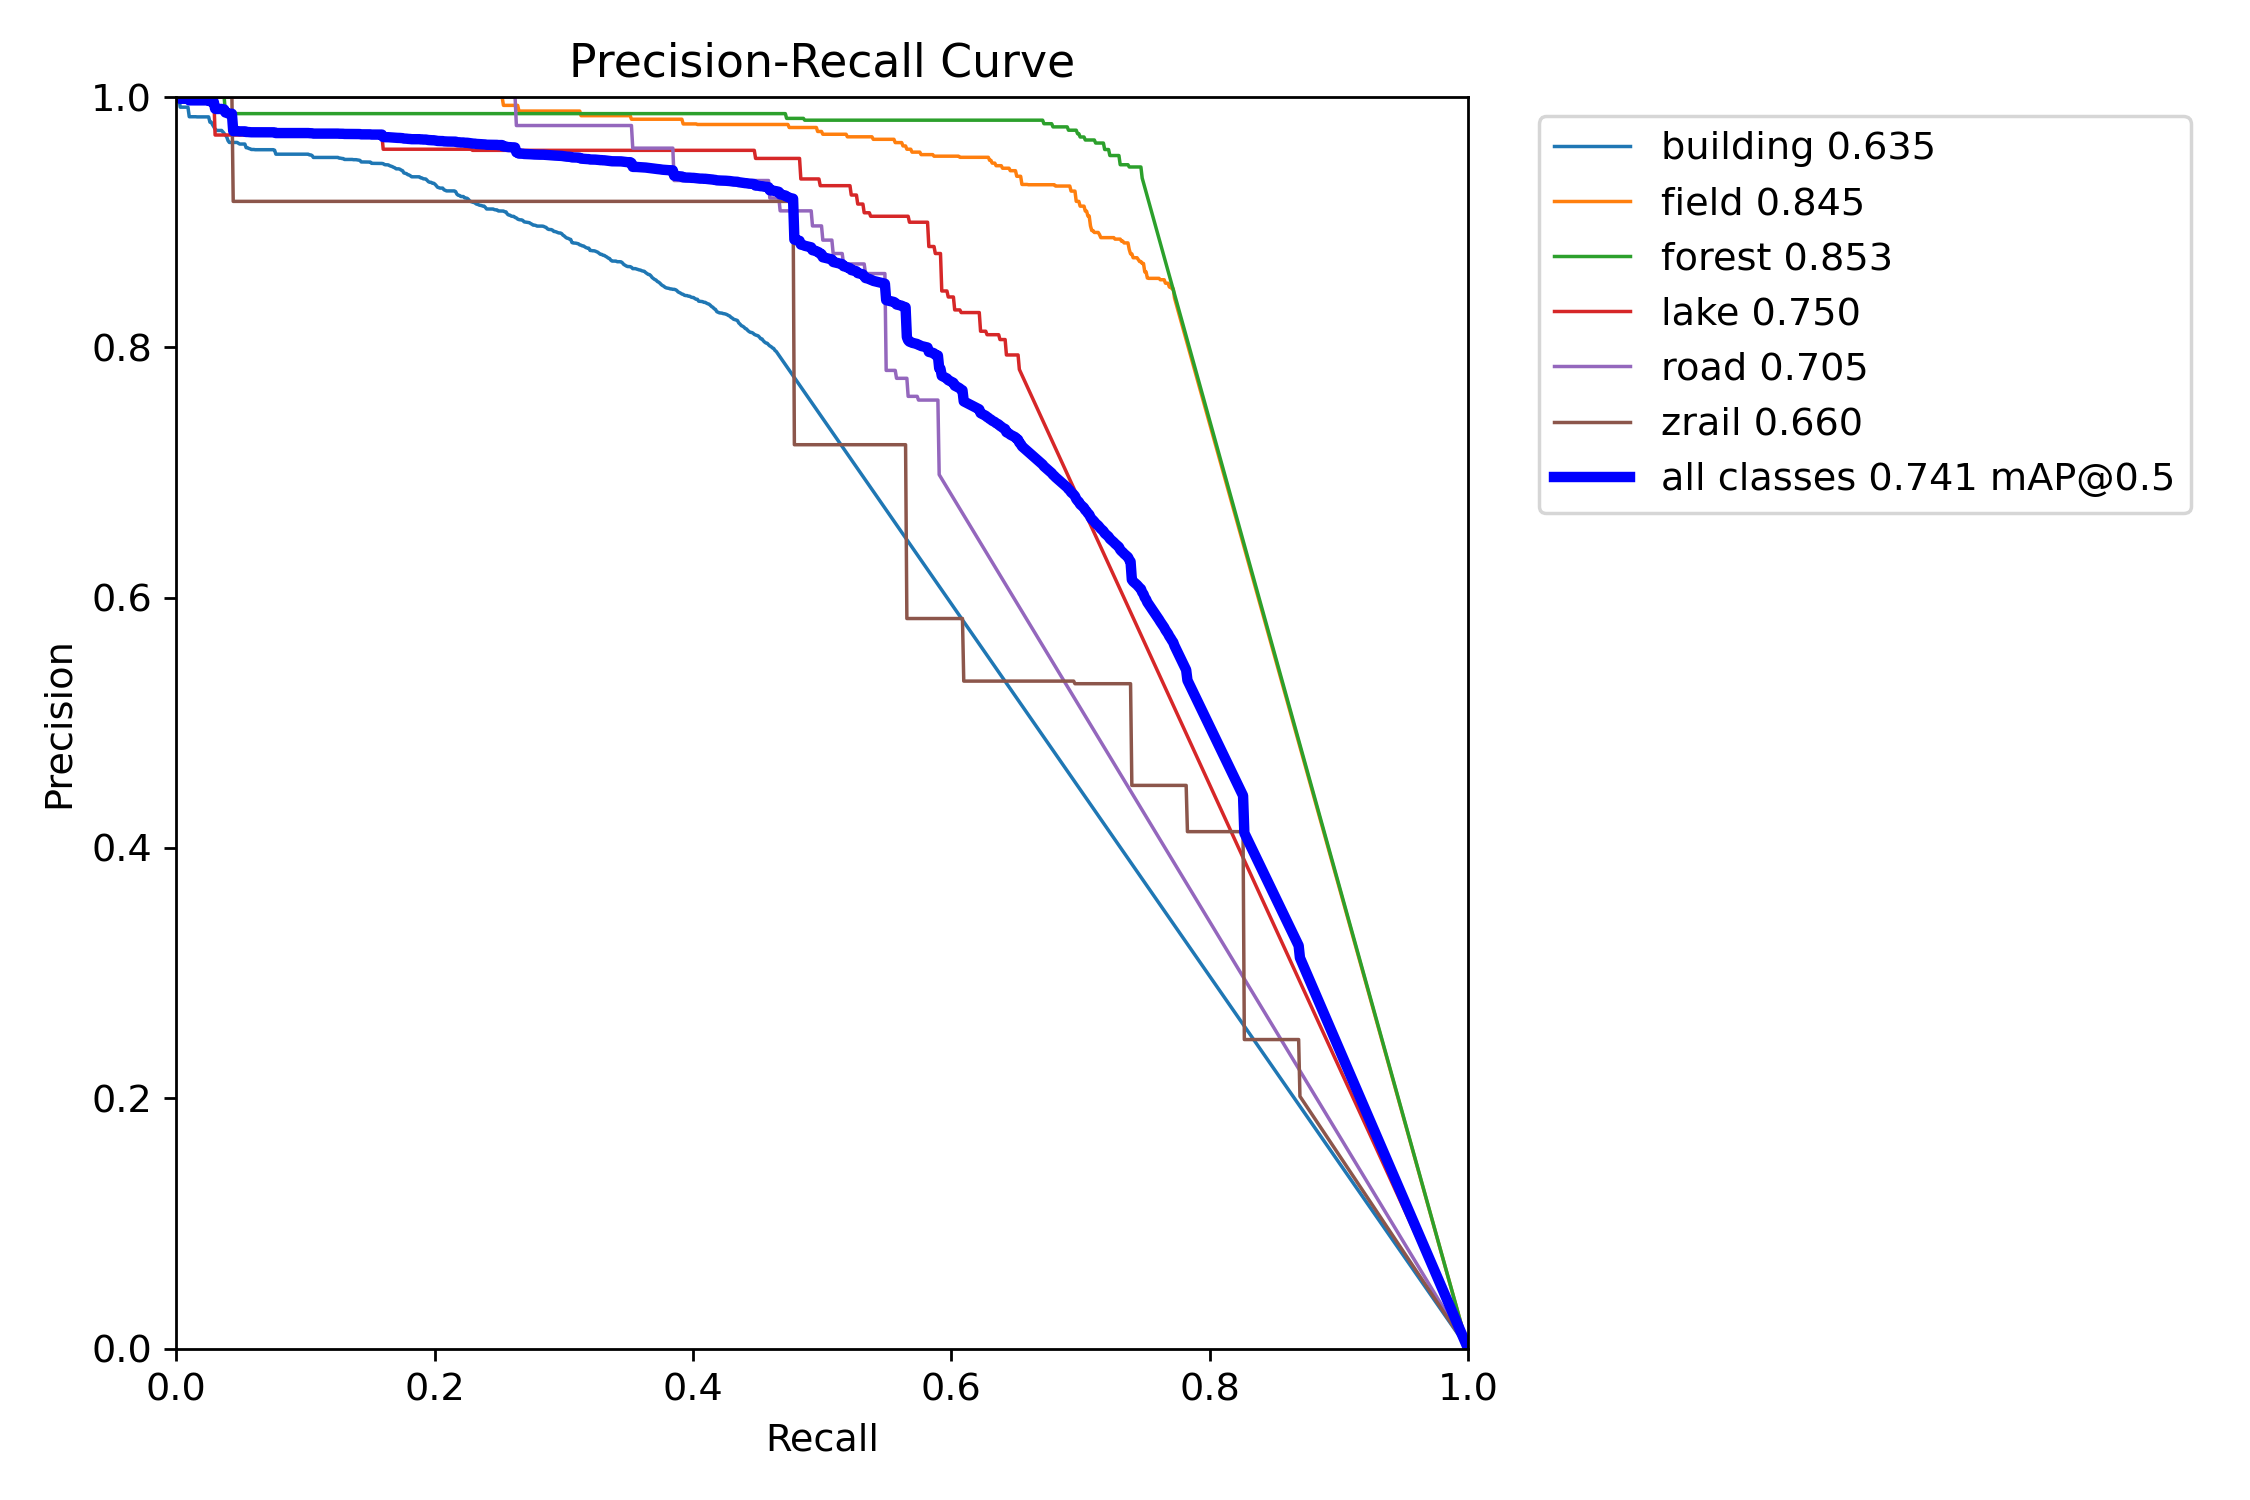 Precision-Recall Curve
building 0.635
field 0.845
forest 0.853
lake 0.750
road 0.705
zrail 0.660
all classes 0.741 mAP@0.5
Precision
1.0
0.8
0.6
0.4
0.2
0.0
0.0 0.2 0.4 0.6 0.8 1.0
Recall